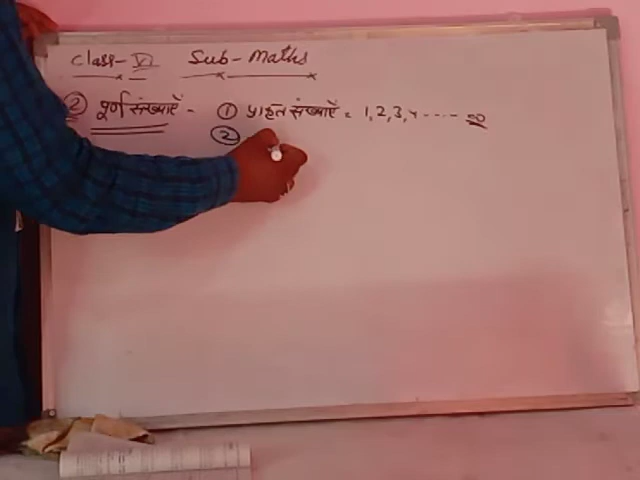 Class - VI Sub - Maths
② पूर्ण संख्याएँ - ① प्राकृत संख्याएँ = 1, 2, 3, 4 ...... ∞
②